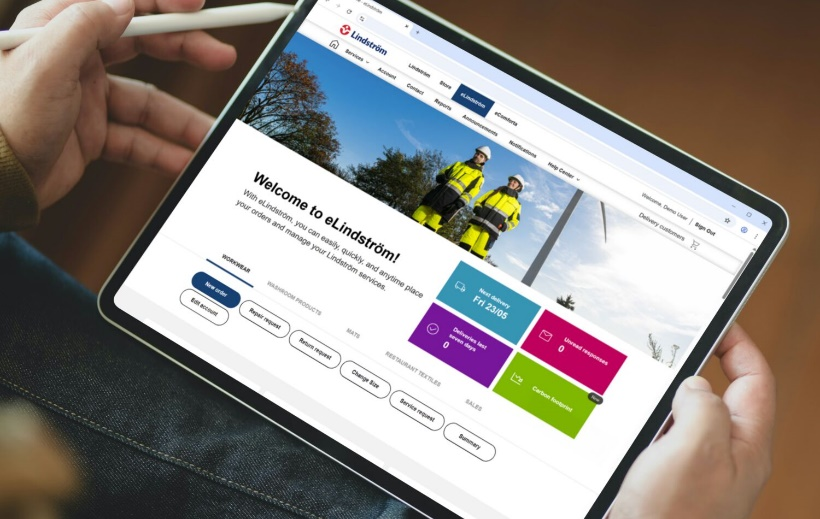 eLindström
Lindström
Lindström
Store
eLindström
eComforta
Services
Account
Contact
Reports
Announcements
Notifications
Help Center
Welcome, Demo User
Sign Out
Delivery customers
Welcome to eLindström!
With eLindström, you can easily, quickly, and anytime place
your orders and manage your Lindström services.
Next delivery
Fri 23/05
Unread responses
0
Deliveries last
seven days
0
Carbon footprint
New
WORKWEAR
WASHROOM PRODUCTS
MATS
RESTAURANT TEXTILES
SALES
New order
Repair request
Return request
Change Size
Service request
Summary
Edit account